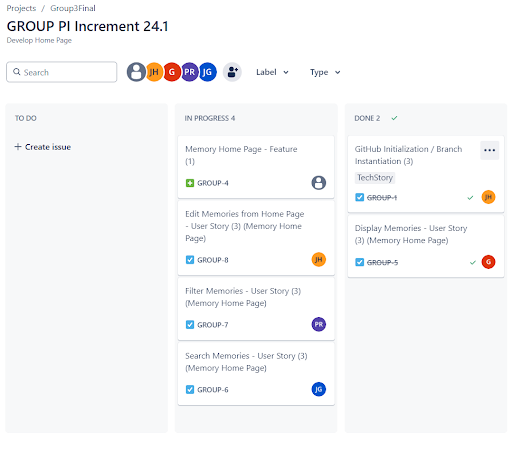 Projects / Group3Final
GROUP PI Increment 24.1
Develop Home Page
Search
JH G PR JG
Label
Type
TO DO
Create issue
IN PROGRESS 4
Memory Home Page - Feature
(1)
GROUP-4
Edit Memories from Home Page
- User Story (3) (Memory Home
Page)
GROUP-8
JH
Filter Memories - User Story (3)
(Memory Home Page)
GROUP-7
PR
Search Memories - User Story (3)
(Memory Home Page)
GROUP-6
JG
DONE 2
GitHub Initialization / Branch
Instantiation (3)
TechStory
GROUP-1
JH
Display Memories - User Story
(3) (Memory Home Page)
GROUP-5
G